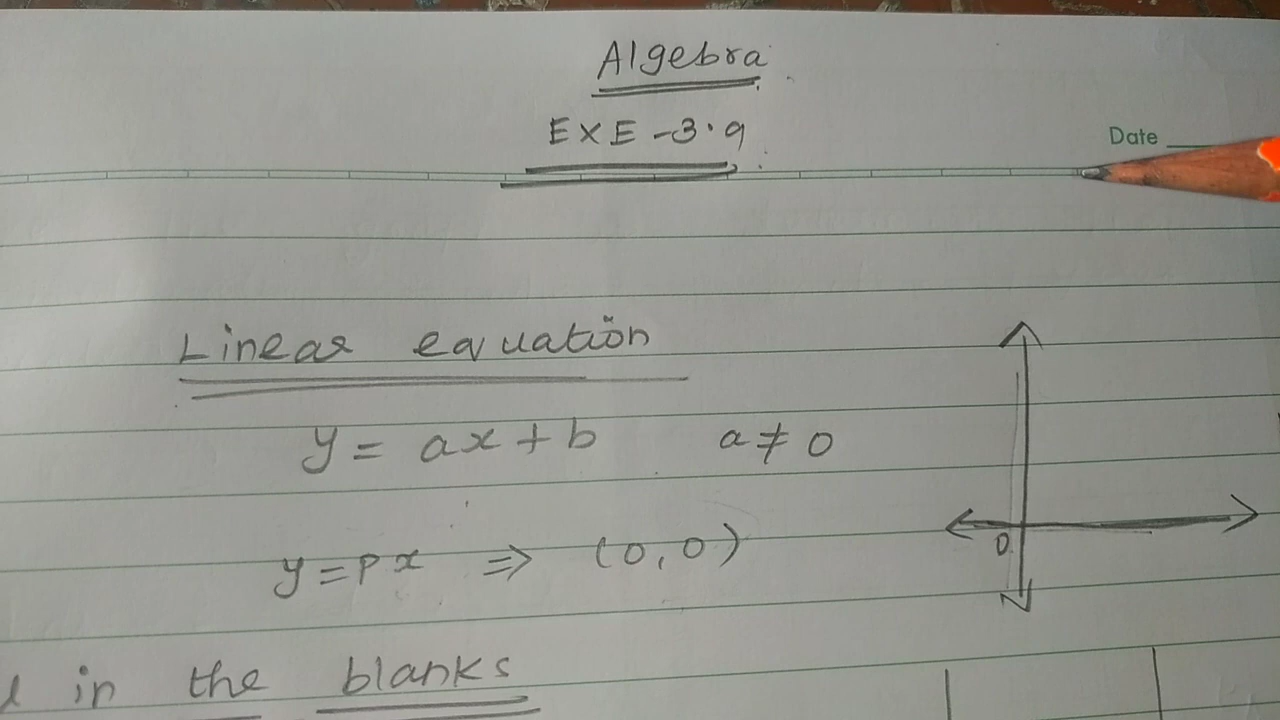 Algebra
EXE-3.9
Date
Linear equation
y = ax + b a ≠ 0
y = px ⇒ (0,0)
0
in the blanks